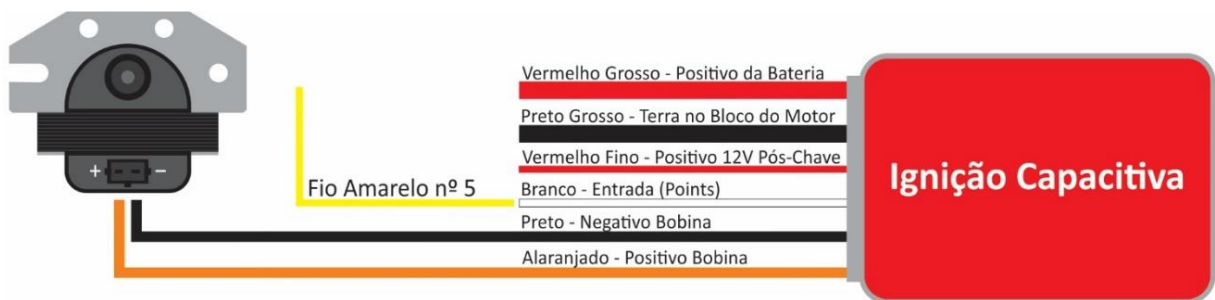 Vermelho Grosso - Positivo da Bateria
Preto Grosso - Terra no Bloco do Motor
Vermelho Fino - Positivo 12V Pós-Chave
Fio Amarelo nº 5
Branco - Entrada (Points)
Preto - Negativo Bobina
Alaranjado - Positivo Bobina
Ignição Capacitiva
+ -